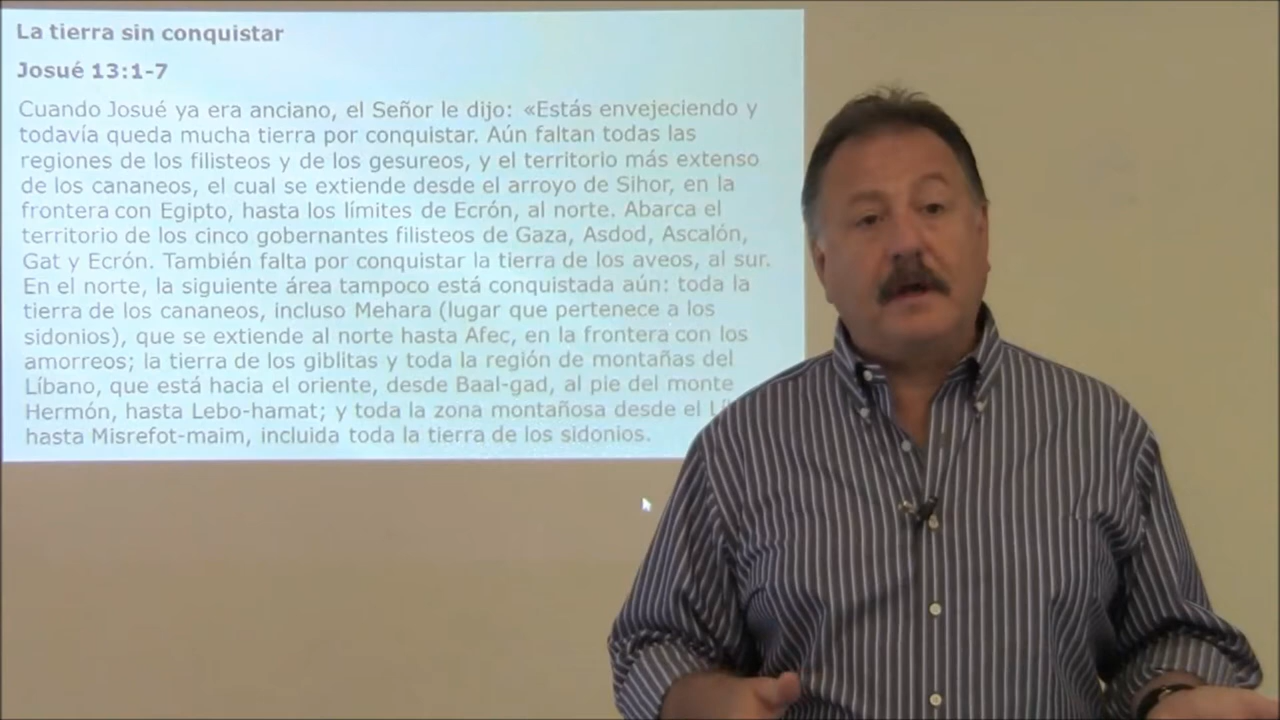 La tierra sin conquistar
Josué 13:1-7
Cuando Josué ya era anciano, el Señor le dijo: «Estás envejeciendo y
todavía queda mucha tierra por conquistar. Aún faltan todas las
regiones de los filisteos y de los gesureos, y el territorio más extenso
de los cananeos, el cual se extiende desde el arroyo de Sihor, en la
frontera con Egipto, hasta los límites de Ecrón, al norte. Abarca el
territorio de los cinco gobernantes filisteos de Gaza, Asdod, Ascalón,
Gat y Ecrón. También falta por conquistar la tierra de los aveos, al sur.
En el norte, la siguiente área tampoco está conquistada aún: toda la
tierra de los cananeos, incluso Mehara (lugar que pertenece a los
sidonios), que se extiende al norte hasta Afec, en la frontera con los
amorreos; la tierra de los giblitas y toda la región de montañas del
Líbano, que está hacia el oriente, desde Baal-gad, al pie del monte
Hermón, hasta Lebo-hamat; y toda la zona montañosa desde el
hasta Misrefot-maim, incluida toda la tierra de los sidonios.